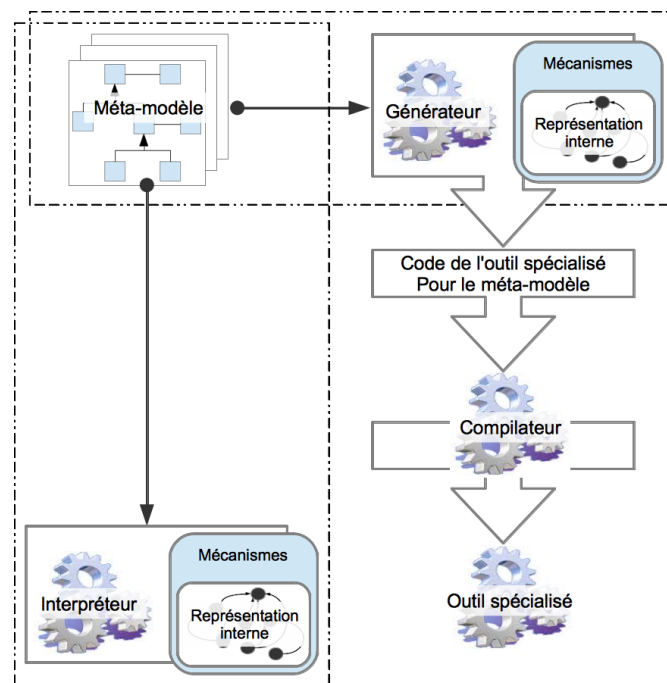 Méta-modèle
Générateur
Mécanismes
Représentation
interne
Code de l'outil spécialisé
Pour le méta-modèle
Compilateur
Interpréteur
Mécanismes
Représentation
interne
Outil spécialisé